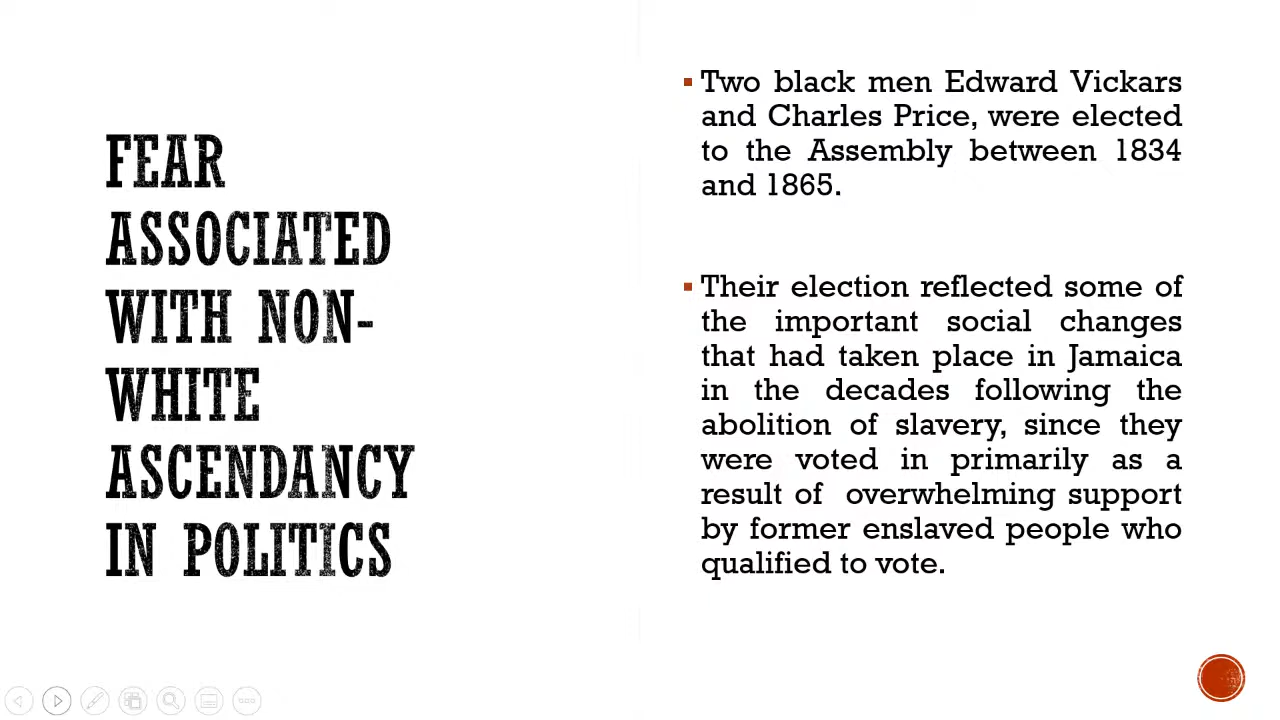 FEAR
ASSOCIATED
WITH NON-
WHITE
ASCENDANCY
IN POLITICS
Two black men Edward Vickars
and Charles Price, were elected
to the Assembly between 1834
and 1865.
Their election reflected some of
the important social changes
that had taken place in Jamaica
in the decades following the
abolition of slavery, since they
were voted in primarily as a
result of overwhelming support
by former enslaved people who
qualified to vote.